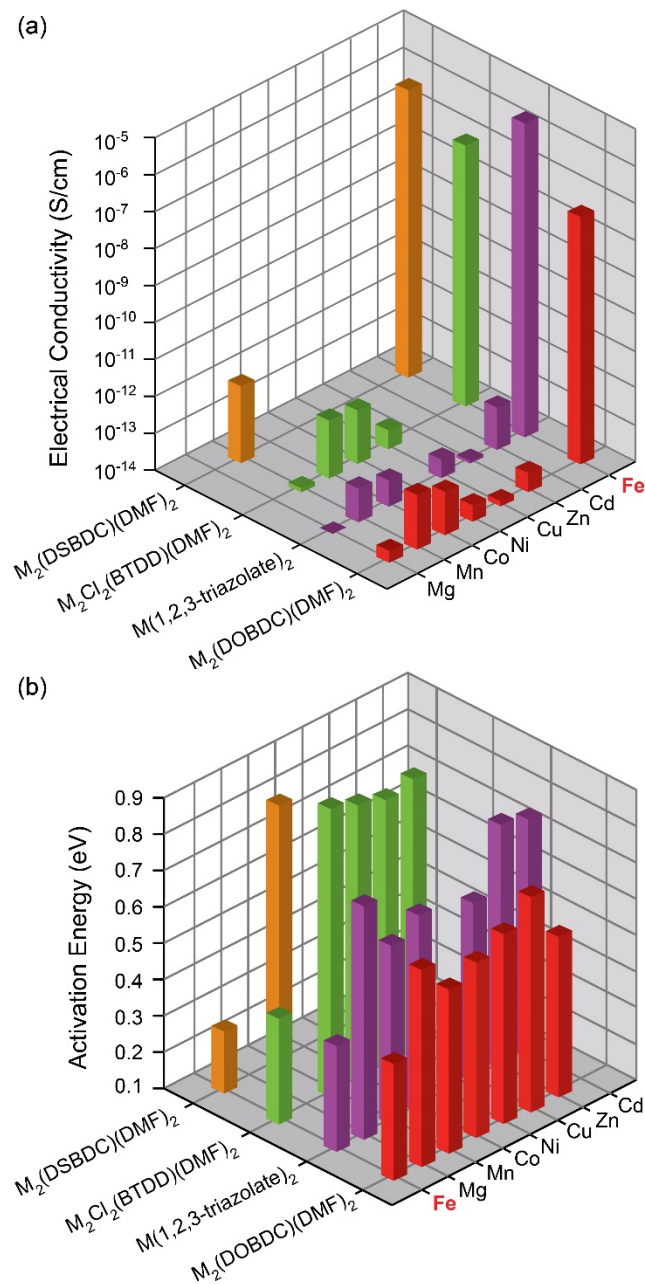 (a)
Electrical Conductivity (S/cm)
10⁻⁵
10⁻⁶
10⁻⁷
10⁻⁸
10⁻⁹
10⁻¹⁰
10⁻¹¹
10⁻¹²
10⁻¹³
10⁻¹⁴
M₂(DSBDC)(DMF)₂
M₂Cl₂(BTDD)(DMF)₂
M(1,2,3-triazolate)₂
M₂(DOBDC)(DMF)₂
Mg
Mn
Co
Ni
Cu
Zn
Cd
Fe
(b)
Activation Energy (eV)
0.9
0.8
0.7
0.6
0.5
0.4
0.3
0.2
0.1
M₂(DSBDC)(DMF)₂
M₂Cl₂(BTDD)(DMF)₂
M(1,2,3-triazolate)₂
M₂(DOBDC)(DMF)₂
Fe
Mg
Mn
Co
Ni
Cu
Zn
Cd